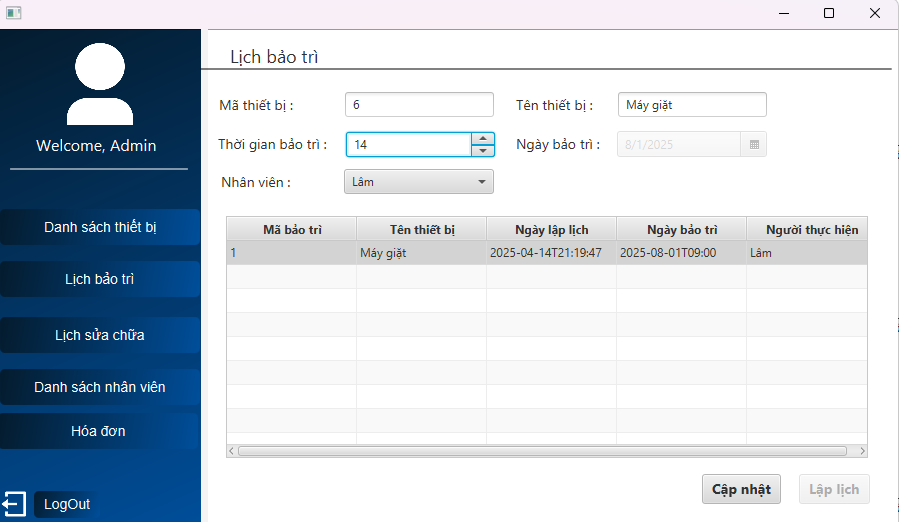 Lịch bảo trì
Welcome, Admin
Danh sách thiết bị
Lịch bảo trì
Lịch sửa chữa
Danh sách nhân viên
Hóa đơn
LogOut
Mã thiết bị : 6 Tên thiết bị : Máy giặt
Thời gian bảo trì : 14 Ngày bảo trì : 8/1/2025
Nhân viên : Lâm
Mã bảo trì Tên thiết bị Ngày lập lịch Ngày bảo trì Người thực hiện
1 Máy giặt 2025-04-14T21:19:47 2025-08-01T09:00 Lâm
Cập nhật Lập lịch